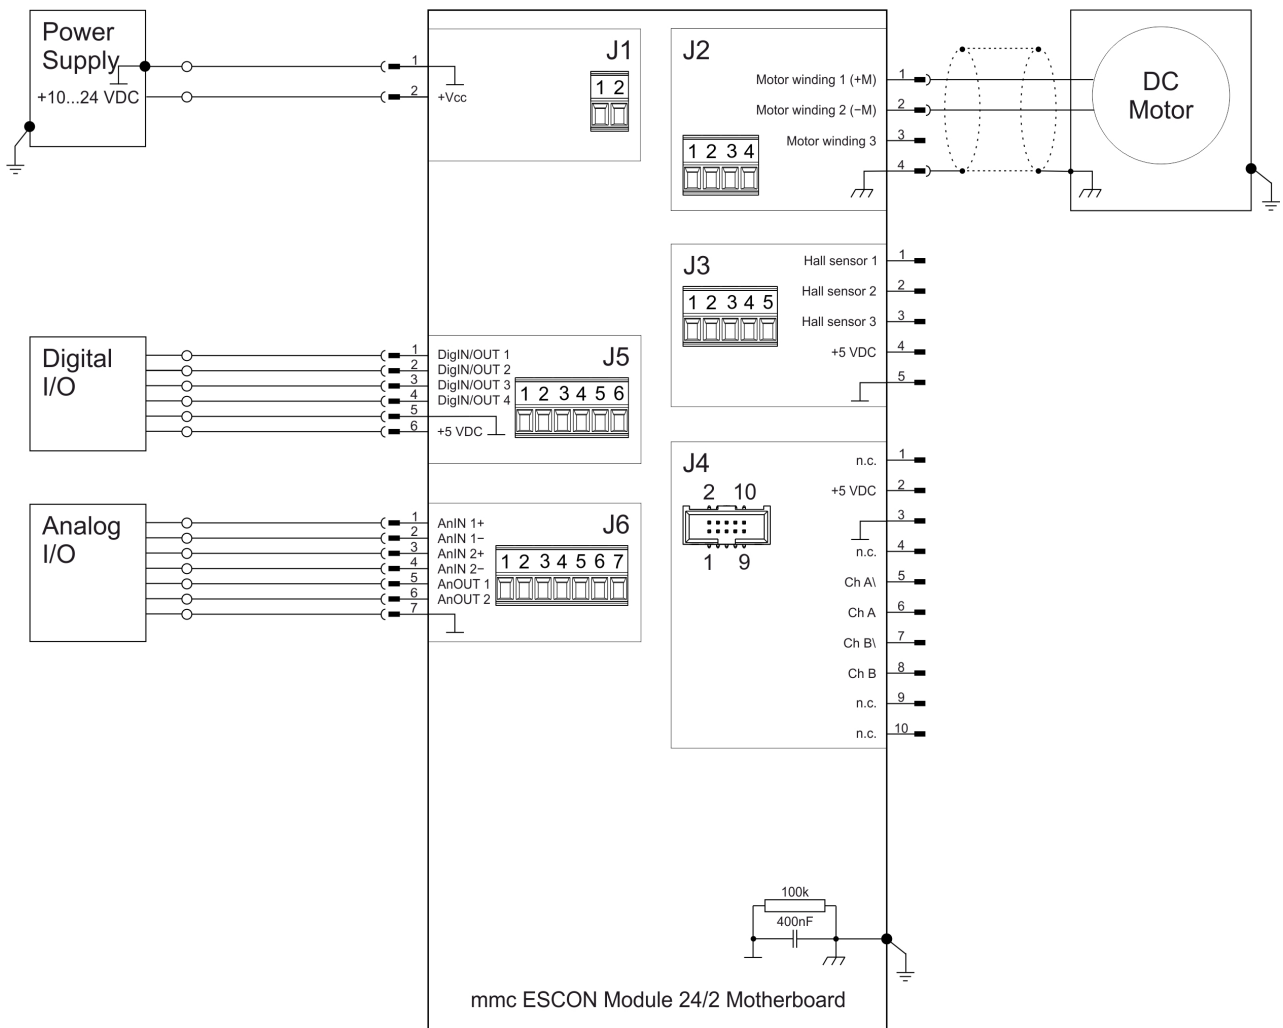 Power
Supply
+10...24 VDC
1
2
+Vcc
J1
1 2
J2
1 2 3 4
Motor winding 1 (+M) 1
Motor winding 2 (−M) 2
Motor winding 3 3
4
DC
Motor
J3
1 2 3 4 5
Hall sensor 1 1
Hall sensor 2 2
Hall sensor 3 3
+5 VDC 4
5
Digital
I/O
1 DigIN/OUT 1
2 DigIN/OUT 2
3 DigIN/OUT 3
4 DigIN/OUT 4
5
6 +5 VDC
J5
1 2 3 4 5 6
J4
2 10
1 9
n.c. 1
+5 VDC 2
3
n.c. 4
Ch A\ 5
Ch A 6
Ch B\ 7
Ch B 8
n.c. 9
n.c. 10
Analog
I/O
1 AnIN 1+
2 AnIN 1−
3 AnIN 2+
4 AnIN 2−
5 AnOUT 1
6 AnOUT 2
7
J6
1 2 3 4 5 6 7
100k
400nF
mmc ESCON Module 24/2 Motherboard